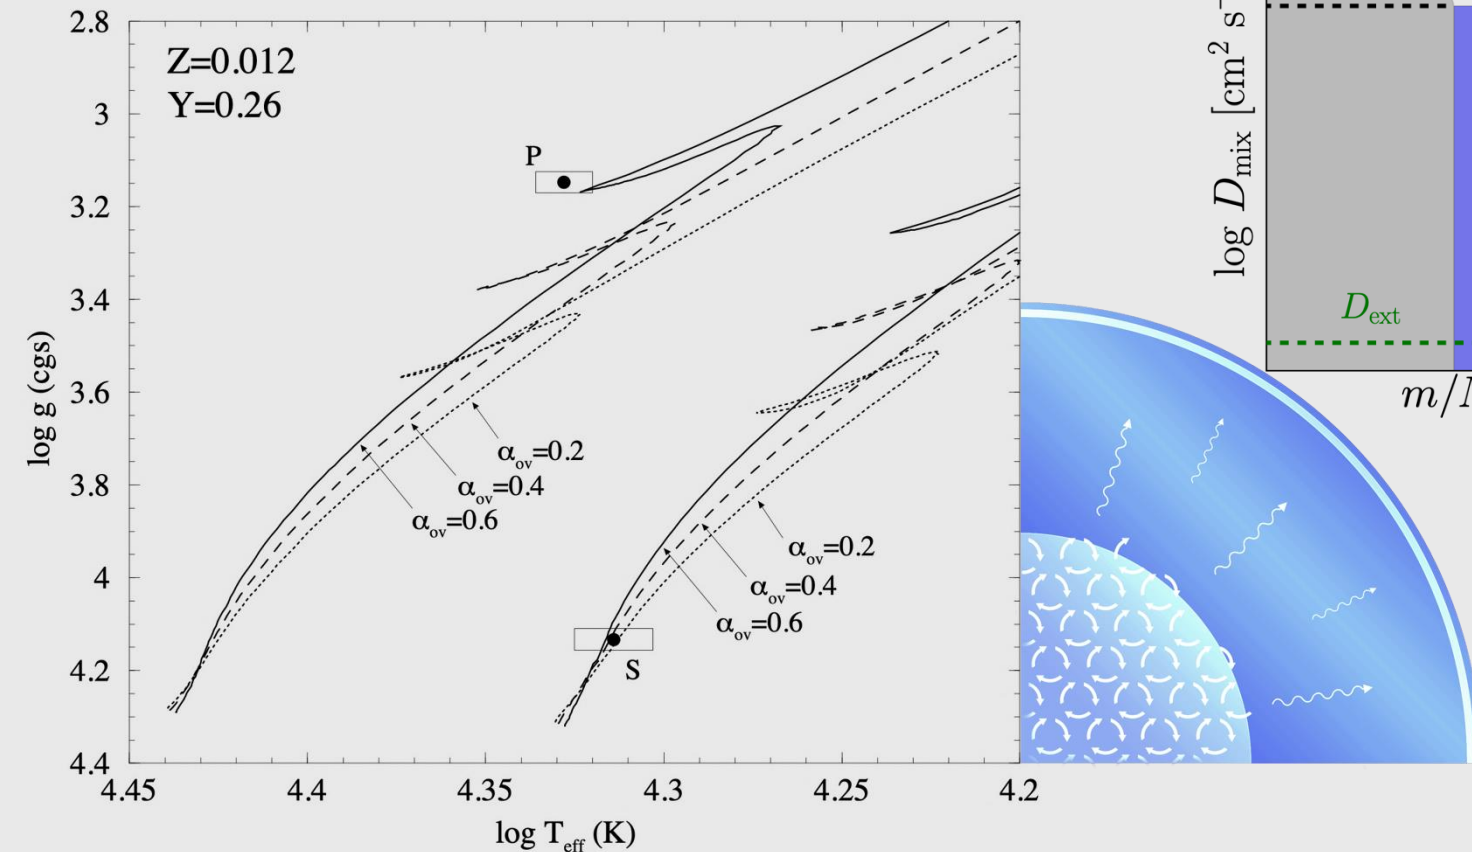 Z=0.012
Y=0.26
2.8
3
3.2
3.4
3.6
3.8
4
4.2
4.4
log g (cgs)
P
α_ov=0.2
α_ov=0.4
α_ov=0.6
α_ov=0.2
α_ov=0.4
α_ov=0.6
S
4.45
4.4
4.35
4.3
4.25
4.2
log T_eff (K)
log D_mix [cm² s⁻
D_ext
m/